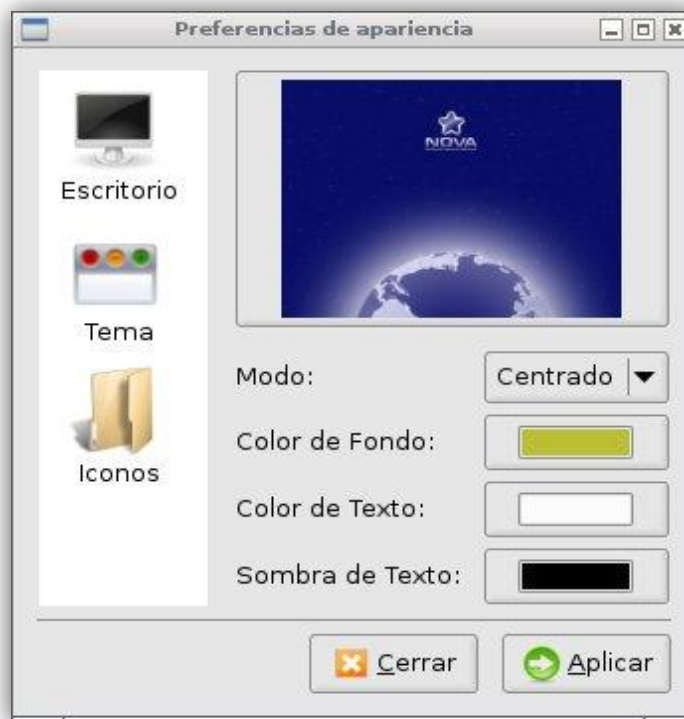 Preferencias de apariencia
Escritorio
Tema
Iconos
NOVA
Modo:
Centrado
Color de Fondo:
Color de Texto:
Sombra de Texto:
Cerrar
Aplicar